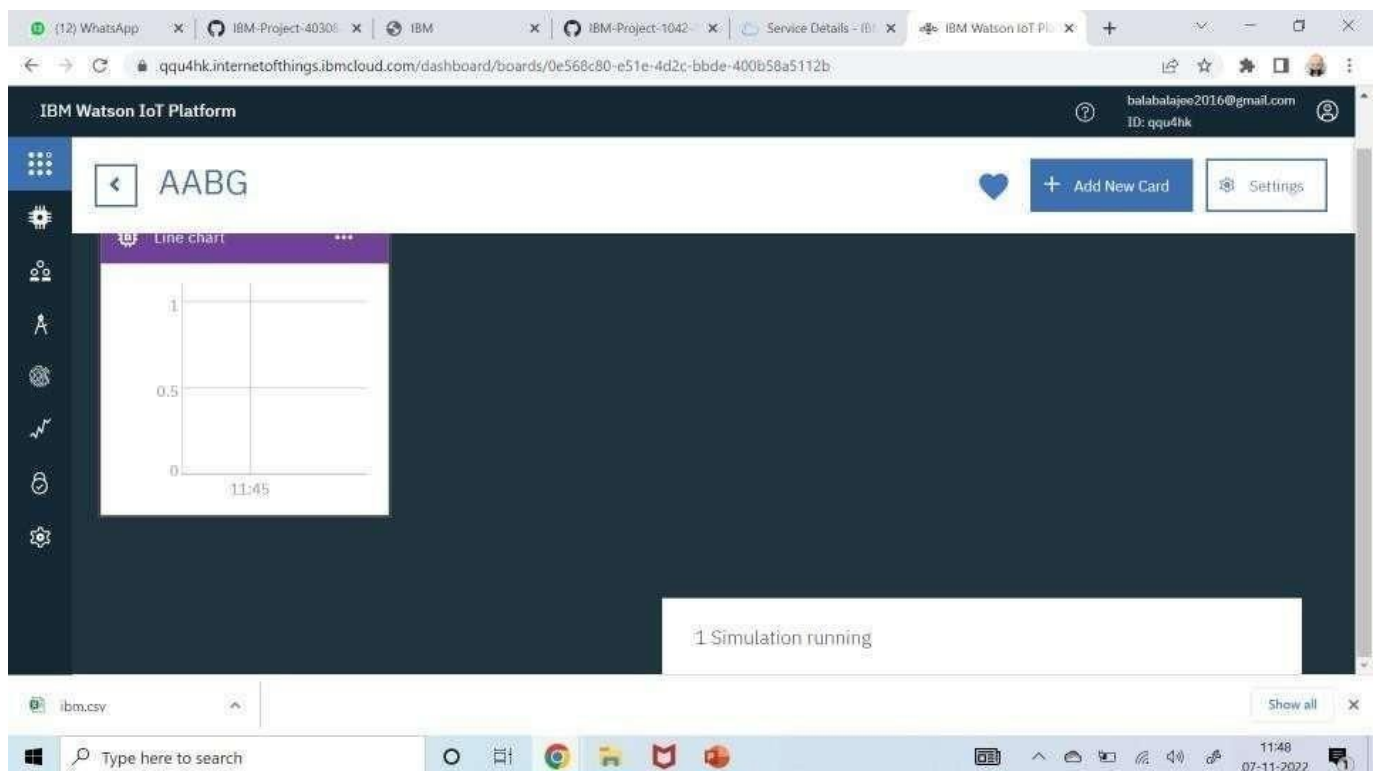 (12) WhatsApp
IBM-Project-40308
IBM
IBM-Project-1042-
Service Details - IB
IBM Watson IoT Pl
qqu4hk.internetofthings.ibmcloud.com/dashboard/boards/0e568c80-e51e-4d2c-bbde-400b58a5112b
IBM Watson IoT Platform
balabalajee2016@gmail.com
ID: qqu4hk
AABG
+ Add New Card
Settings
Line chart
1
0.5
0
11:45
1 Simulation running
ibm.csv
Show all
Type here to search
11:48
07-11-2022